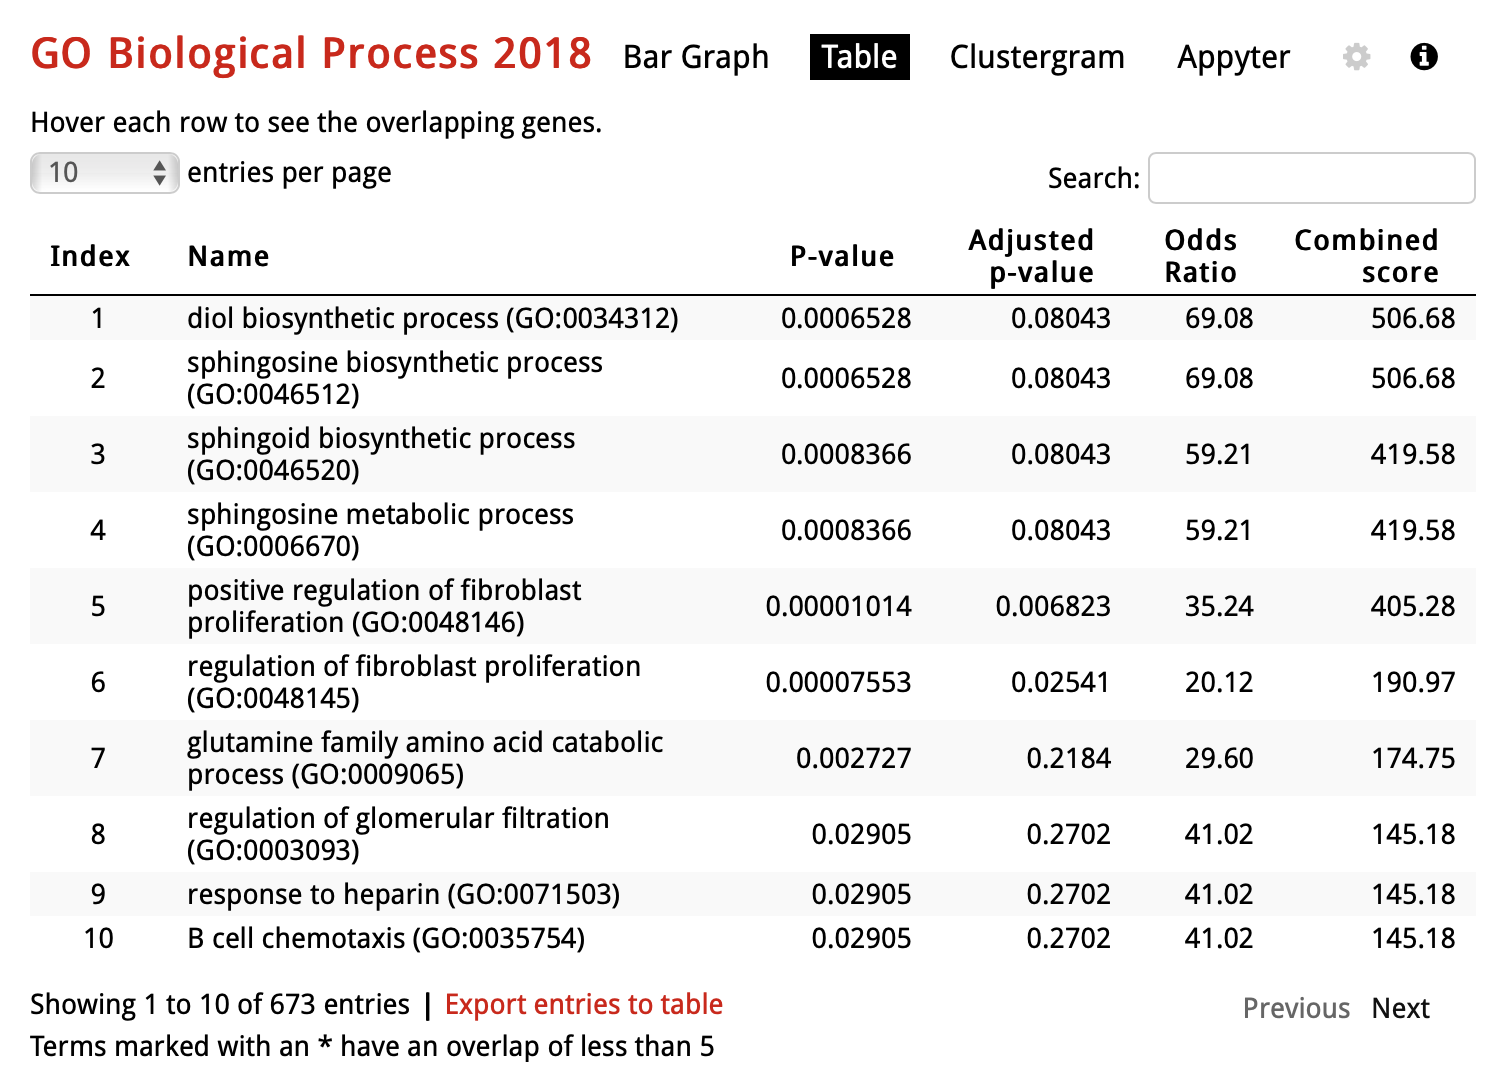 GO Biological Process 2018 Bar Graph Table Clustergram Appyter
Hover each row to see the overlapping genes.
10 entries per page Search:
Index Name P-value Adjusted p-value Odds Ratio Combined score
1 diol biosynthetic process (GO:0034312) 0.0006528 0.08043 69.08 506.68
2 sphingosine biosynthetic process (GO:0046512) 0.0006528 0.08043 69.08 506.68
3 sphingoid biosynthetic process (GO:0046520) 0.0008366 0.08043 59.21 419.58
4 sphingosine metabolic process (GO:0006670) 0.0008366 0.08043 59.21 419.58
5 positive regulation of fibroblast proliferation (GO:0048146) 0.00001014 0.006823 35.24 405.28
6 regulation of fibroblast proliferation (GO:0048145) 0.00007553 0.02541 20.12 190.97
7 glutamine family amino acid catabolic process (GO:0009065) 0.002727 0.2184 29.60 174.75
8 regulation of glomerular filtration (GO:0003093) 0.02905 0.2702 41.02 145.18
9 response to heparin (GO:0071503) 0.02905 0.2702 41.02 145.18
10 B cell chemotaxis (GO:0035754) 0.02905 0.2702 41.02 145.18
Showing 1 to 10 of 673 entries | Export entries to table Previous Next
Terms marked with an * have an overlap of less than 5